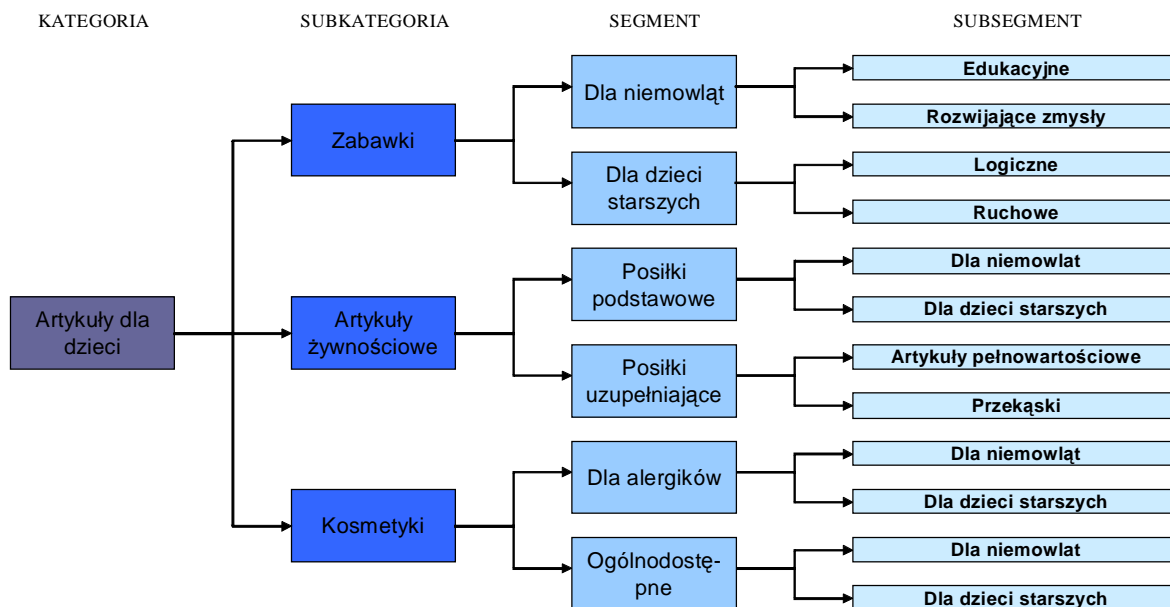 KATEGORIA
SUBKATEGORIA
SEGMENT
SUBSEGMENT
Artykuły dla
dzieci
Zabawki
Artykuły
żywnościowe
Kosmetyki
Dla niemowląt
Dla dzieci
starszych
Posiłki
podstawowe
Posiłki
uzupełniające
Dla alergików
Ogólnodostę-
pne
Edukacyjne
Rozwijające zmysły
Logiczne
Ruchowe
Dla niemowlat
Dla dzieci starszych
Artykuły pełnowartościowe
Przekąski
Dla niemowląt
Dla dzieci starszych
Dla niemowlat
Dla dzieci starszych